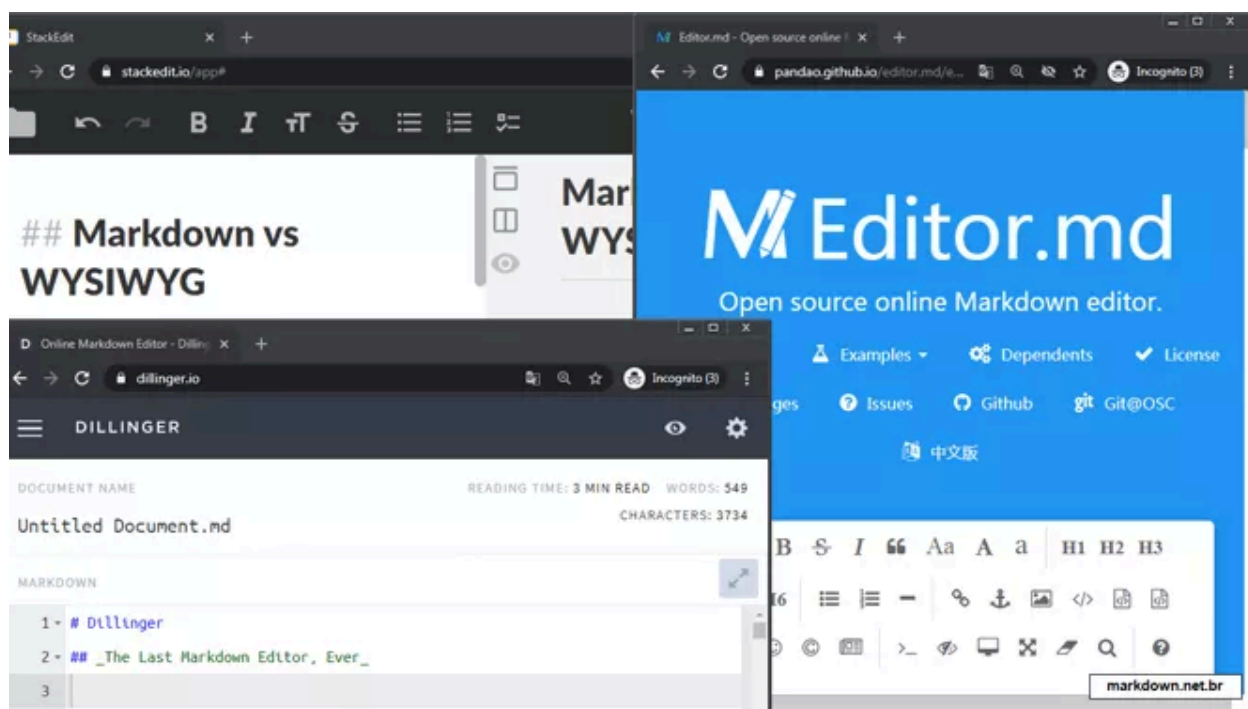 StackEdit
stackedit.io/app#
B I TT S
## Markdown vs
WYSIWYG
Mar
WYS
Editor.md - Open source online
pandao.github.io/editor.md/e...
Incognito (3)
Editor.md
Open source online Markdown editor.
Examples
Dependents
License
ges
Issues
Github
git Git@OSC
中文版
B S I Aa A a H1 H2 H3
H6
D Online Markdown Editor - Dillin
dillinger.io
Incognito (3)
DILLINGER
DOCUMENT NAME
READING TIME: 3 MIN READ WORDS: 549
CHARACTERS: 3734
Untitled Document.md
MARKDOWN
1 # Dillinger
2 ## _The Last Markdown Editor, Ever_
3
markdown.net.br